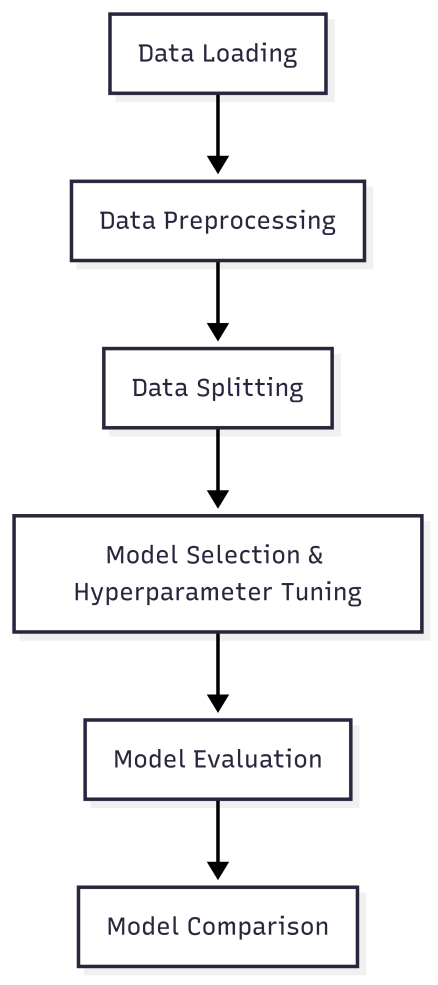 Data Loading
Data Preprocessing
Data Splitting
Model Selection &
Hyperparameter Tuning
Model Evaluation
Model Comparison